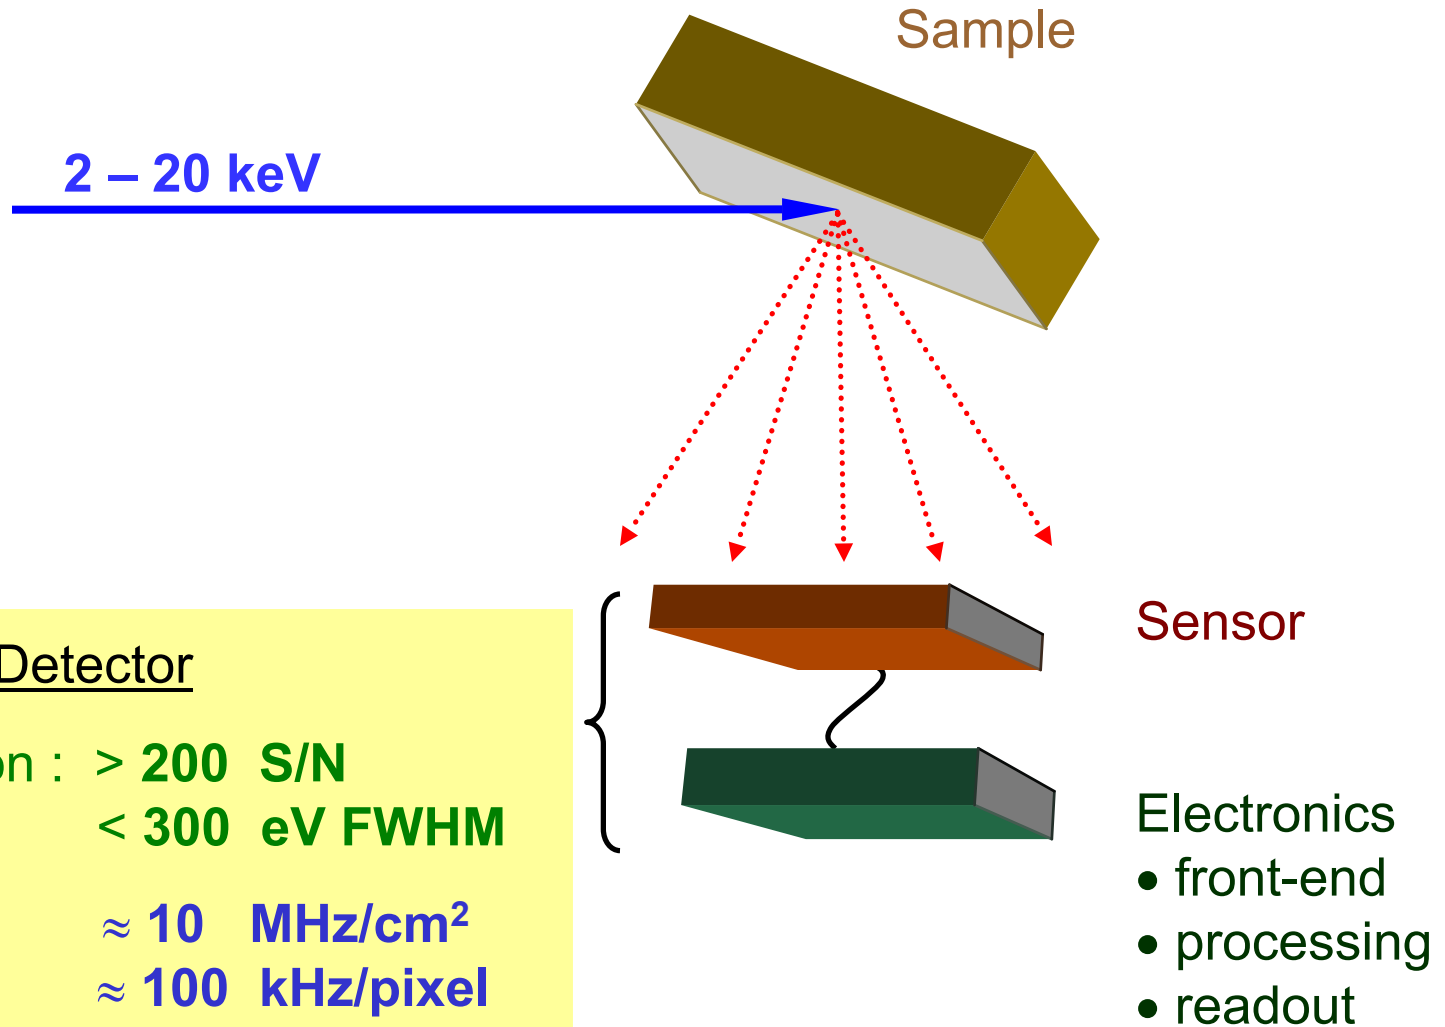 Sample
2 – 20 keV
Detector
on : > 200 S/N
< 300 eV FWHM
≈ 10 MHz/cm²
≈ 100 kHz/pixel
Sensor
Electronics
• front-end
• processing
• readout